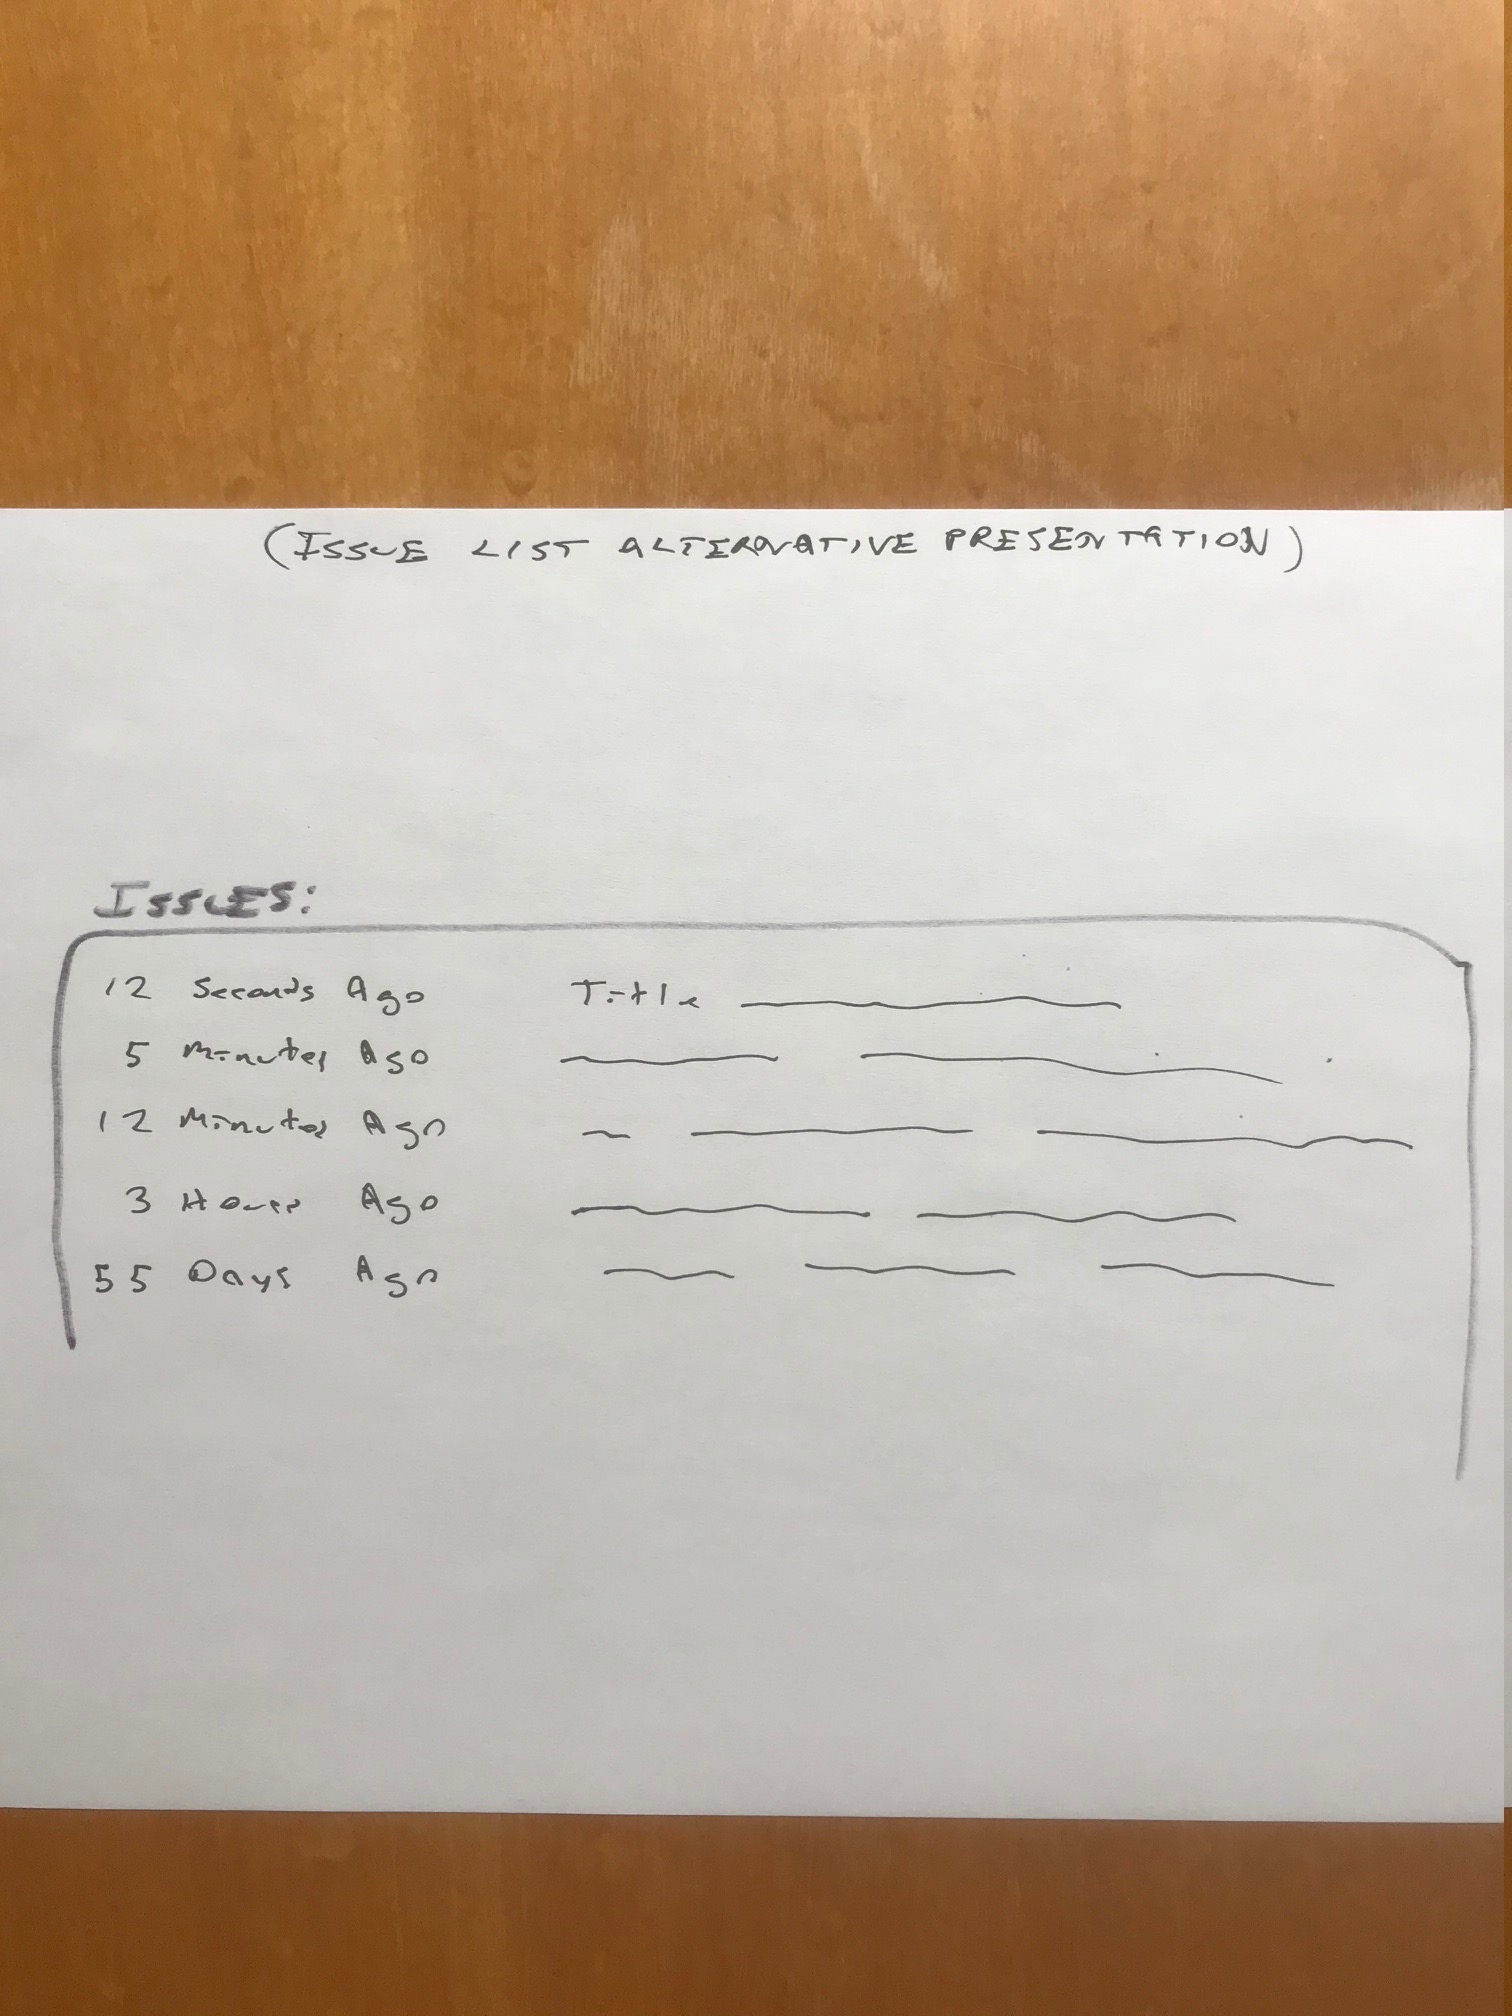 (ISSUE LIST ALTERNATIVE PRESENTATION)
ISSUES:
12 Seconds Ago Title
5 Minutes Ago
12 Minutes Ago
3 Hours Ago
55 Days Ago